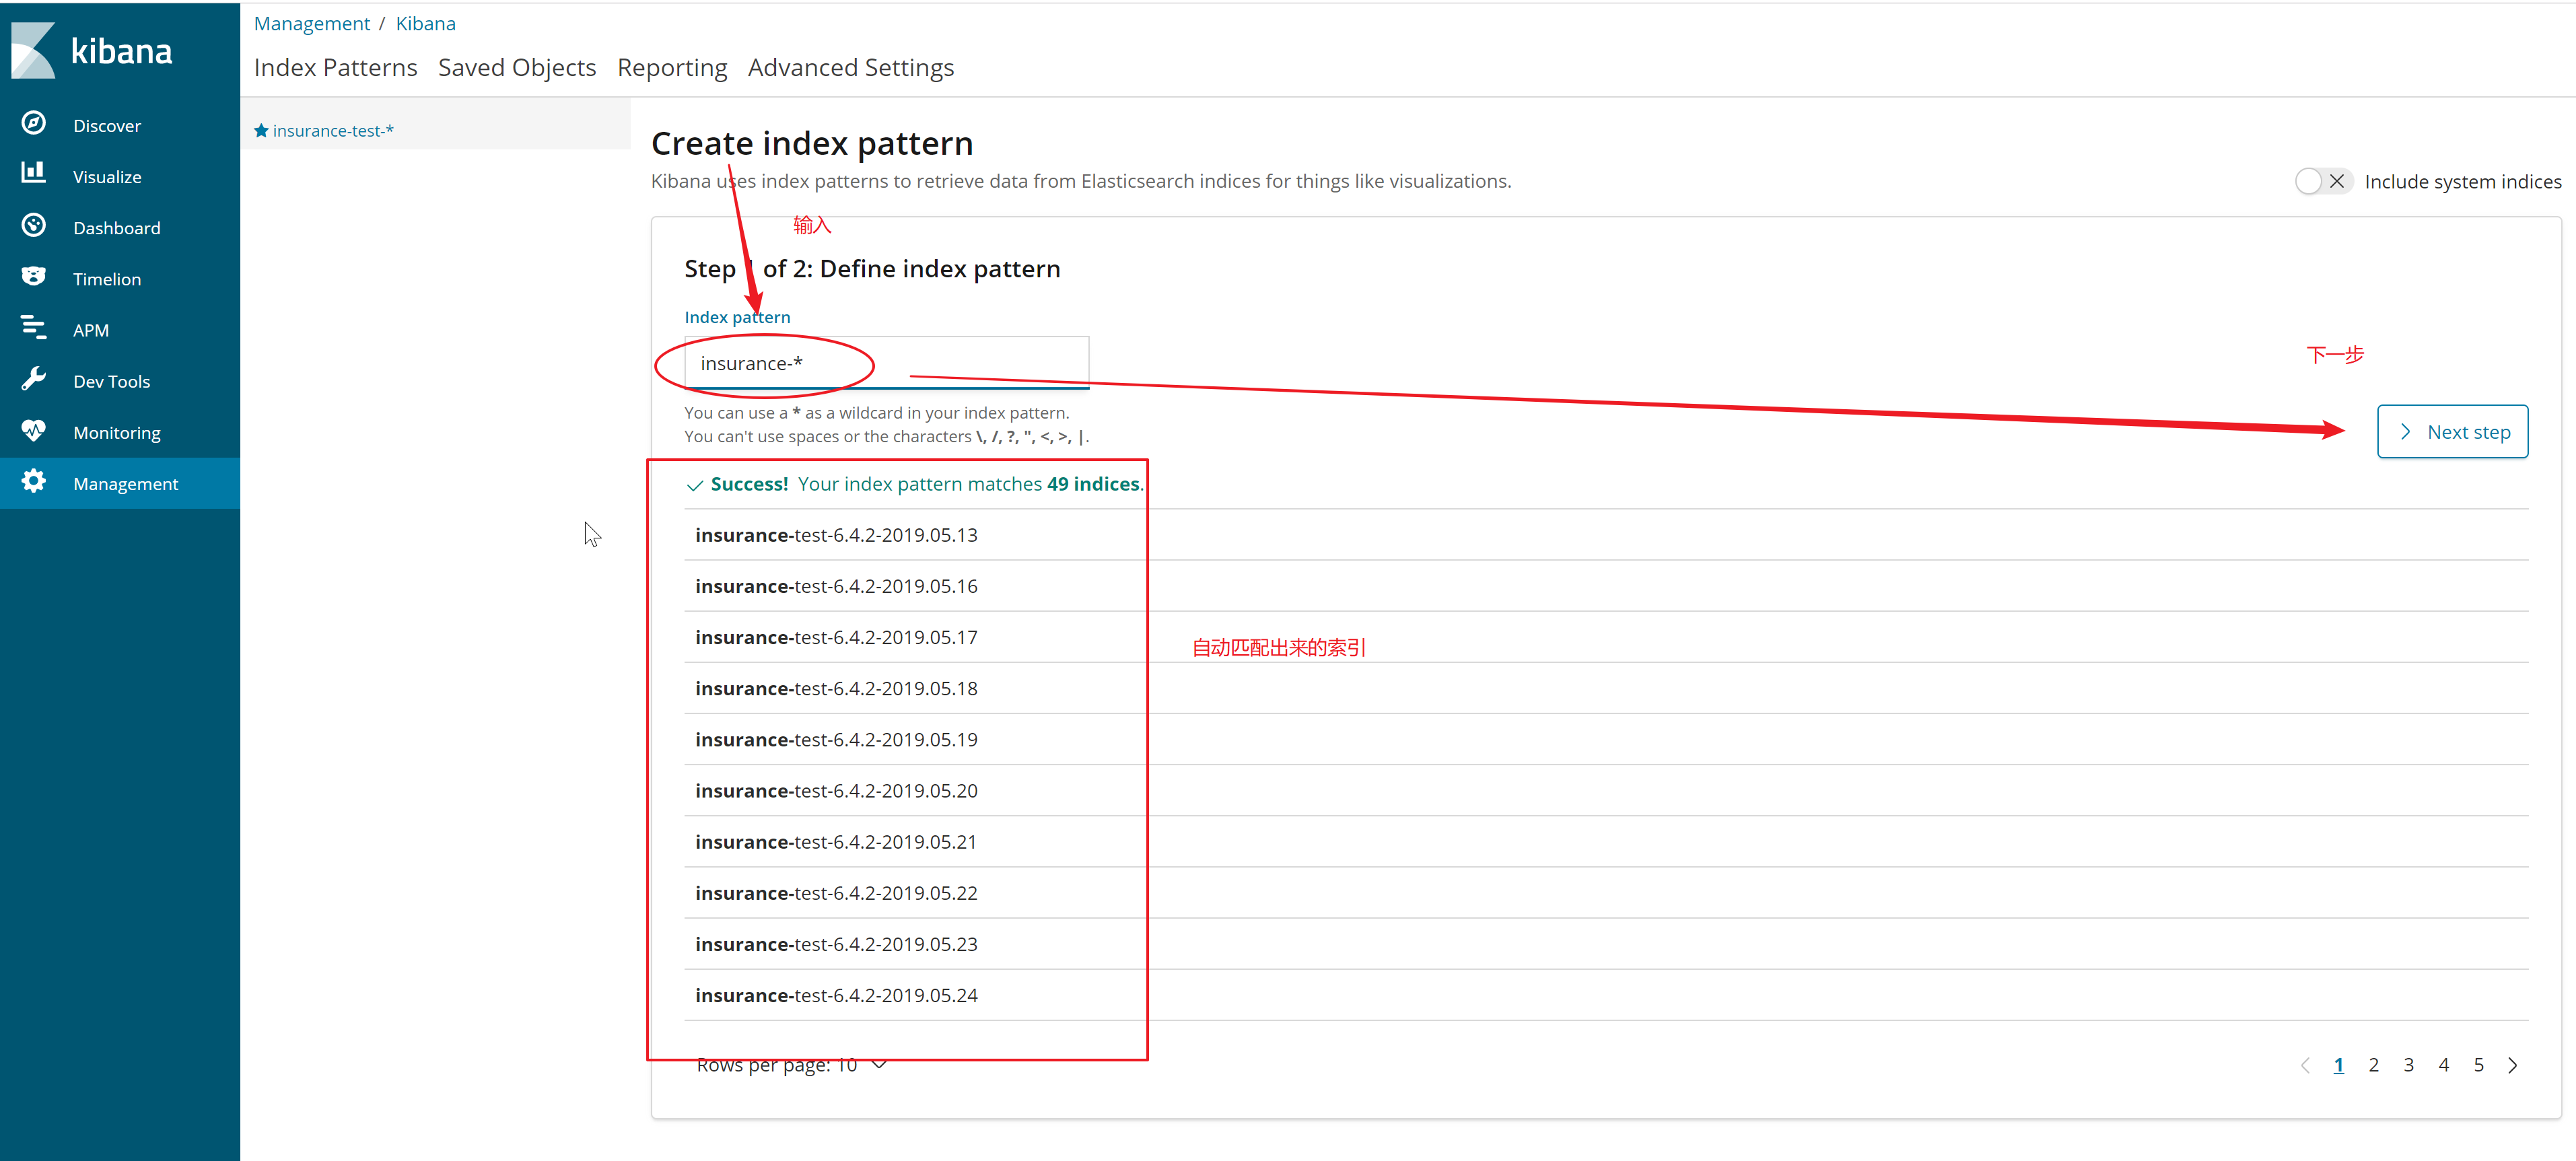 kibana
Discover
Visualize
Dashboard
Timelion
APM
Dev Tools
Monitoring
Management
Management / Kibana
Index Patterns Saved Objects Reporting Advanced Settings
insurance-test-*
Create index pattern
Kibana uses index patterns to retrieve data from Elasticsearch indices for things like visualizations.
Include system indices
输入
Step 1 of 2: Define index pattern
Index pattern
insurance-*
You can use a * as a wildcard in your index pattern.
You can't use spaces or the characters \, /, ?, ", <, >, |.
下一步
Next step
Success! Your index pattern matches 49 indices.
insurance-test-6.4.2-2019.05.13
insurance-test-6.4.2-2019.05.16
insurance-test-6.4.2-2019.05.17
自动匹配出来的索引
insurance-test-6.4.2-2019.05.18
insurance-test-6.4.2-2019.05.19
insurance-test-6.4.2-2019.05.20
insurance-test-6.4.2-2019.05.21
insurance-test-6.4.2-2019.05.22
insurance-test-6.4.2-2019.05.23
insurance-test-6.4.2-2019.05.24
Rows per page: 10
1 2 3 4 5